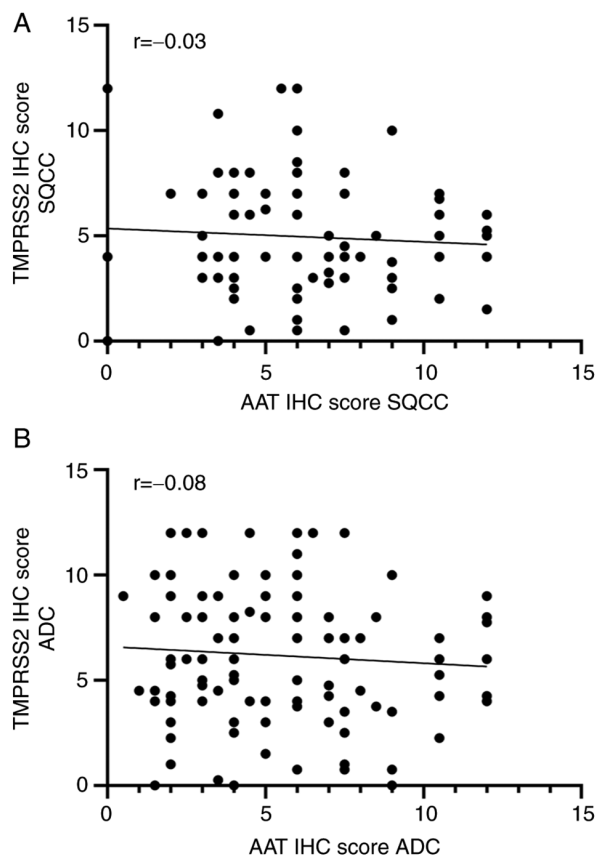 A
r=−0.03
TMPRSS2 IHC score
SQCC
15
10
5
0
0 5 10 15
AAT IHC score SQCC
B
r=−0.08
TMPRSS2 IHC score
ADC
15
10
5
0
0 5 10 15
AAT IHC score ADC